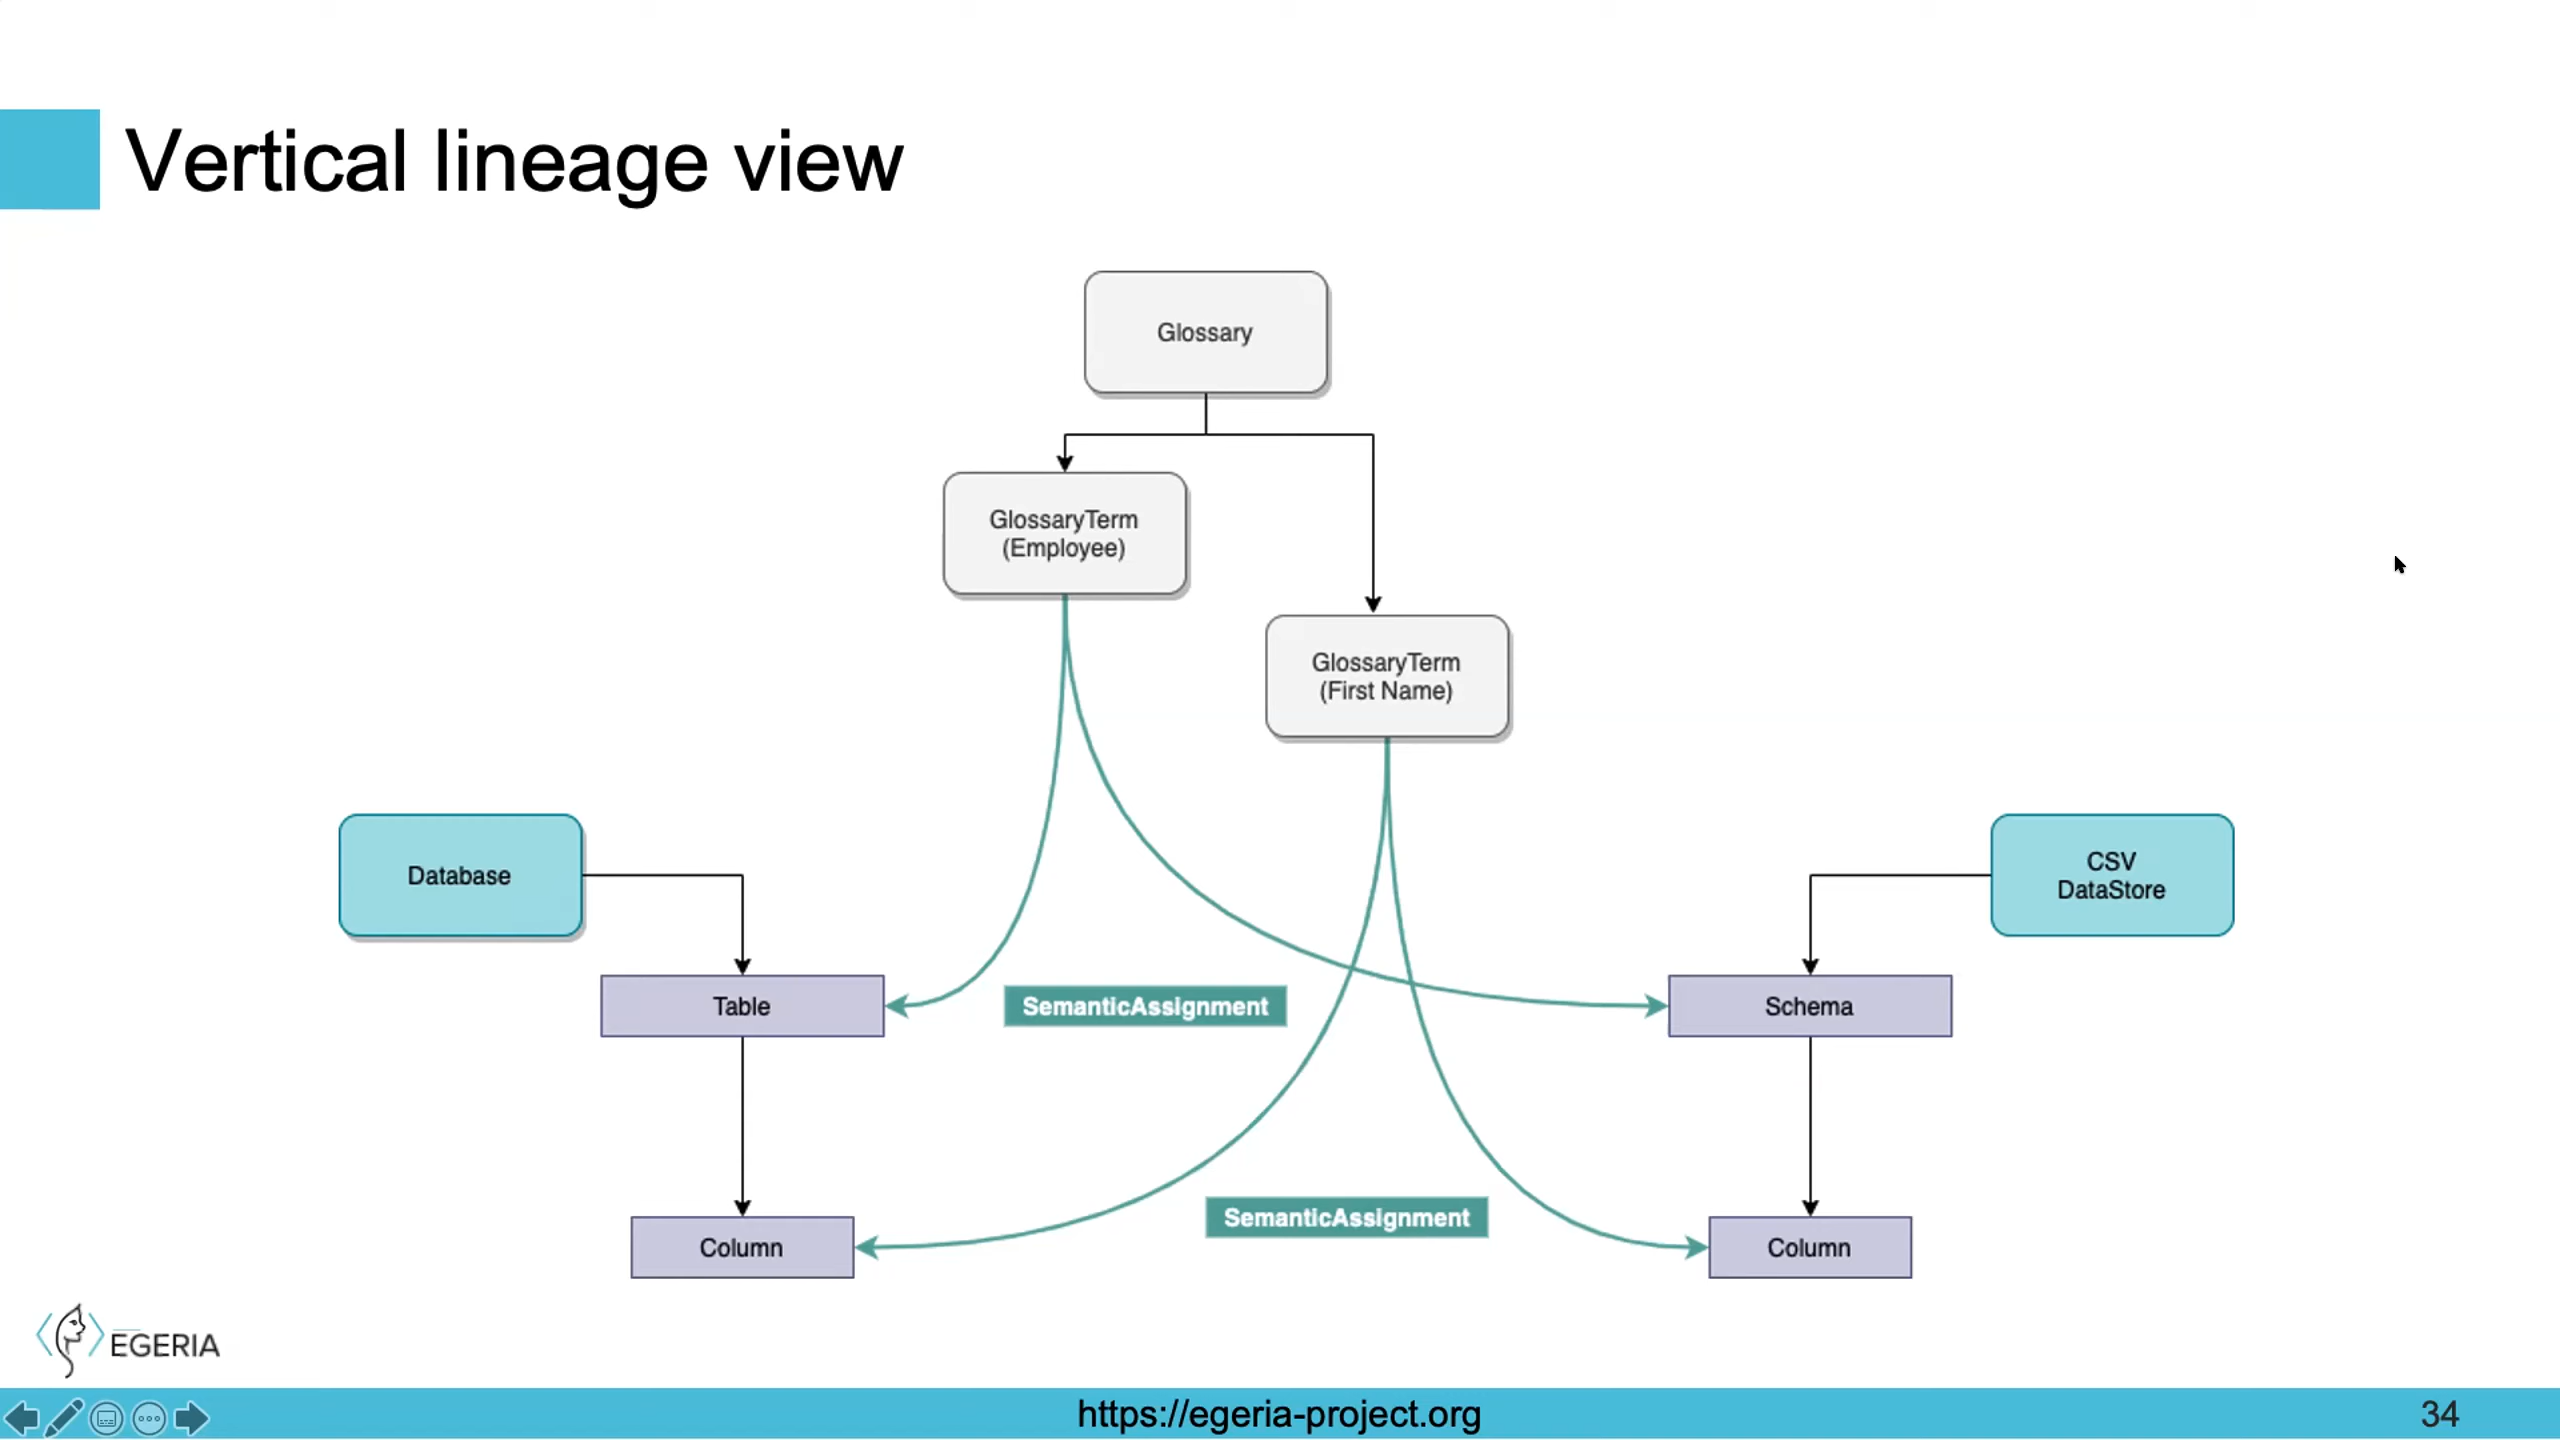 Vertical lineage view
Glossary
GlossaryTerm
(Employee)
GlossaryTerm
(First Name)
Database
CSV
DataStore
Table
SemanticAssignment
Schema
SemanticAssignment
Column
Column
EGERIA
https://egeria-project.org
34